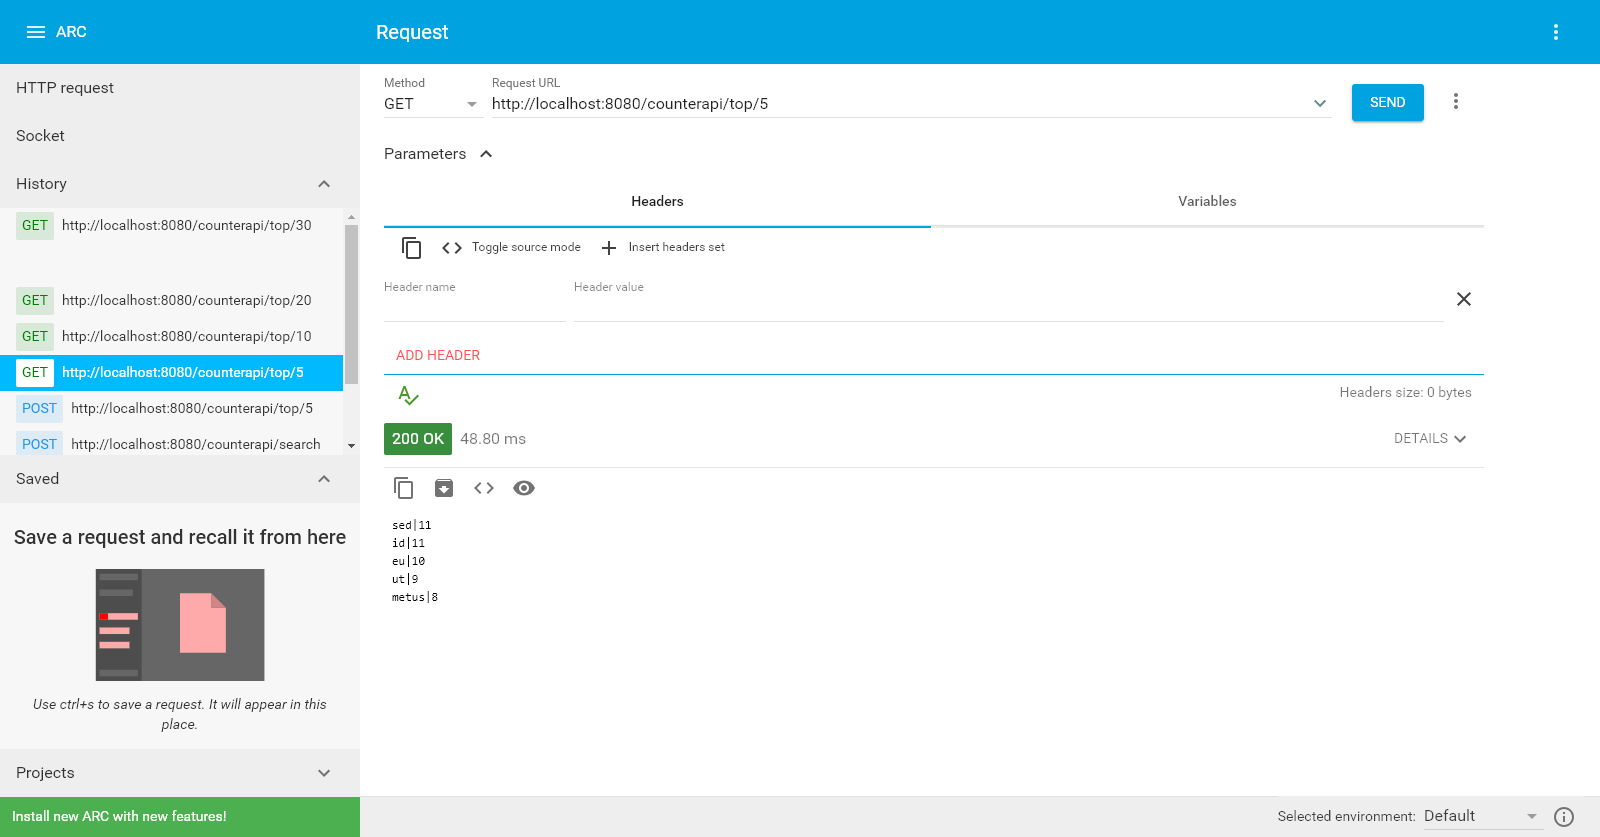 ARC
Request
HTTP request
Socket
History
GET http://localhost:8080/counterapi/top/30
GET http://localhost:8080/counterapi/top/20
GET http://localhost:8080/counterapi/top/10
GET http://localhost:8080/counterapi/top/5
POST http://localhost:8080/counterapi/top/5
POST http://localhost:8080/counterapi/search
Saved
Save a request and recall it from here
Use ctrl+s to save a request. It will appear in this
place.
Projects
Install new ARC with new features!
Method
GET
Request URL
http://localhost:8080/counterapi/top/5
SEND
Parameters
Headers
Variables
Toggle source mode
Insert headers set
Header name
Header value
ADD HEADER
Headers size: 0 bytes
200 OK 48.80 ms
DETAILS
sed|11
id|11
eu|10
ut|9
metus|8
Selected environment: Default